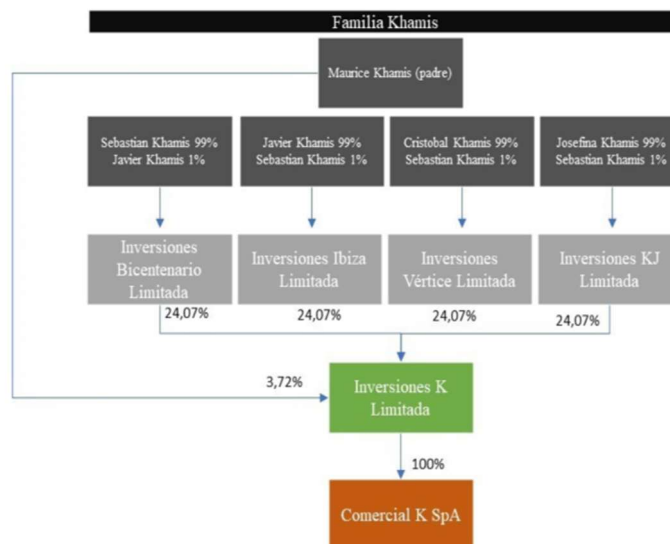 Familia Khamis
Maurice Khamis (padre)
Sebastian Khamis 99%
Javier Khamis 1%
Javier Khamis 99%
Sebastian Khamis 1%
Cristobal Khamis 99%
Sebastian Khamis 1%
Josefina Khamis 99%
Sebastian Khamis 1%
Inversiones
Bicentenario
Limitada
Inversiones Ibiza
Limitada
Inversiones
Vértice Limitada
Inversiones KJ
Limitada
24,07%
24,07%
24,07%
24,07%
3,72%
Inversiones K
Limitada
100%
Comercial K SpA